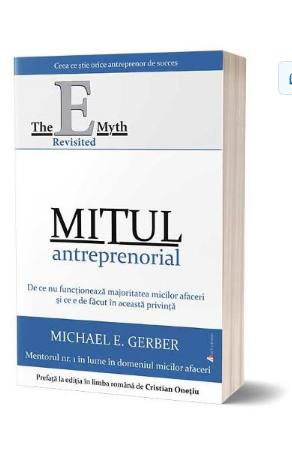 Ceea ce știe orice antreprenor de succes
The E Myth
Revisited
MITUL
antreprenorial
De ce nu funcționează majoritatea micilor afaceri
și ce e de făcut în această privință
MICHAEL E. GERBER
Mentorul nr. 1 în lume în domeniul micilor afaceri
Prefață la ediția în limba română de Cristian Onețiu